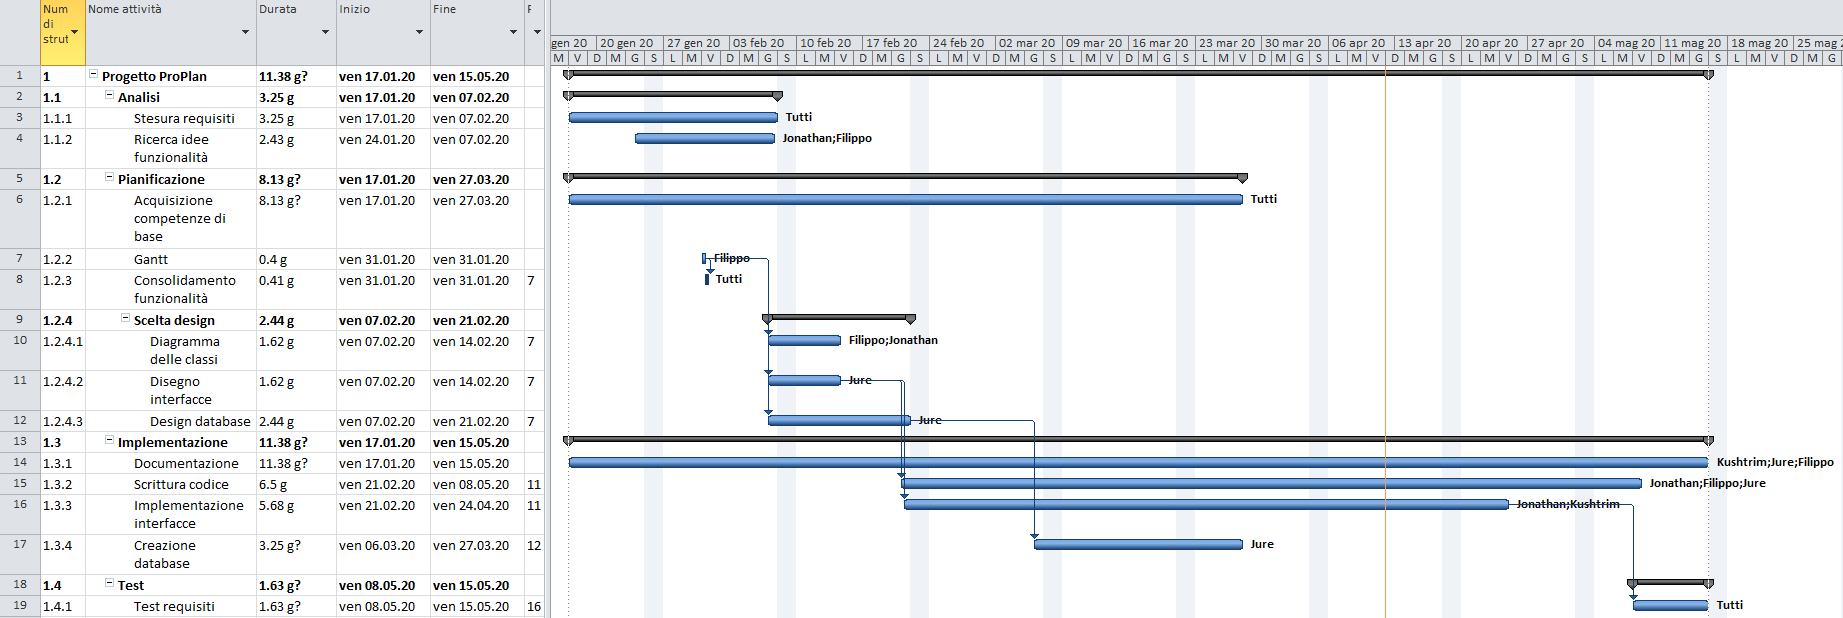 Num di strut Nome attività Durata Inizio Fine
gen 20 20 gen 20 27 gen 20 03 feb 20 10 feb 20 17 feb 20 24 feb 20 02 mar 20 09 mar 20 16 mar 20 23 mar 20 30 mar 20 06 apr 20 13 apr 20 20 apr 20 27 apr 20 04 mag 20 11 mag 20 18 mag 20 25 mag
M V D M G S L M V D M G S L M V D M G S L M V D M G S L M V D M G S L M V D M G S L M V D M G S L M V D M G S L M V D M G S L M V D M G
1 1 Progetto ProPlan 11.38 g? ven 17.01.20 ven 15.05.20
2 1.1 Analisi 3.25 g ven 17.01.20 ven 07.02.20
3 1.1.1 Stesura requisiti 3.25 g ven 17.01.20 ven 07.02.20 Tutti
4 1.1.2 Ricerca idee 2.43 g ven 24.01.20 ven 07.02.20 Jonathan;Filippo
funzionalità
5 1.2 Pianificazione 8.13 g? ven 17.01.20 ven 27.03.20
6 1.2.1 Acquisizione 8.13 g? ven 17.01.20 ven 27.03.20 Tutti
competenze di
base
7 1.2.2 Gantt 0.4 g ven 31.01.20 ven 31.01.20 Filippo
8 1.2.3 Consolidamento 0.41 g ven 31.01.20 ven 31.01.20 7 Tutti
funzionalità
9 1.2.4 Scelta design 2.44 g ven 07.02.20 ven 21.02.20
10 1.2.4.1 Diagramma 1.62 g ven 07.02.20 ven 14.02.20 7 Filippo;Jonathan
delle classi
11 1.2.4.2 Disegno 1.62 g ven 07.02.20 ven 14.02.20 7 Jure
interfacce
12 1.2.4.3 Design database 2.44 g ven 07.02.20 ven 21.02.20 7 Jure
13 1.3 Implementazione 11.38 g? ven 17.01.20 ven 15.05.20
14 1.3.1 Documentazione 11.38 g? ven 17.01.20 ven 15.05.20 Kushtrim;Jure;Filippo
15 1.3.2 Scrittura codice 6.5 g ven 21.02.20 ven 08.05.20 11 Jonathan;Filippo;Jure
16 1.3.3 Implementazione 5.68 g ven 21.02.20 ven 24.04.20 11 Jonathan;Kushtrim
interfacce
17 1.3.4 Creazione 3.25 g? ven 06.03.20 ven 27.03.20 12 Jure
database
18 1.4 Test 1.63 g? ven 08.05.20 ven 15.05.20
19 1.4.1 Test requisiti 1.63 g? ven 08.05.20 ven 15.05.20 16 Tutti